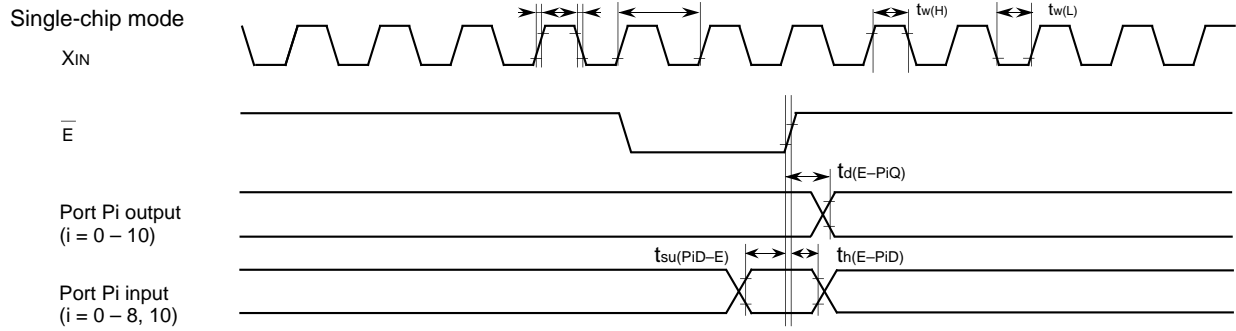 Single-chip mode
tw(H)
tw(L)
XIN
E
td(E–PiQ)
Port Pi output
(i = 0 – 10)
tsu(PiD–E)
th(E–PiD)
Port Pi input
(i = 0 – 8, 10)